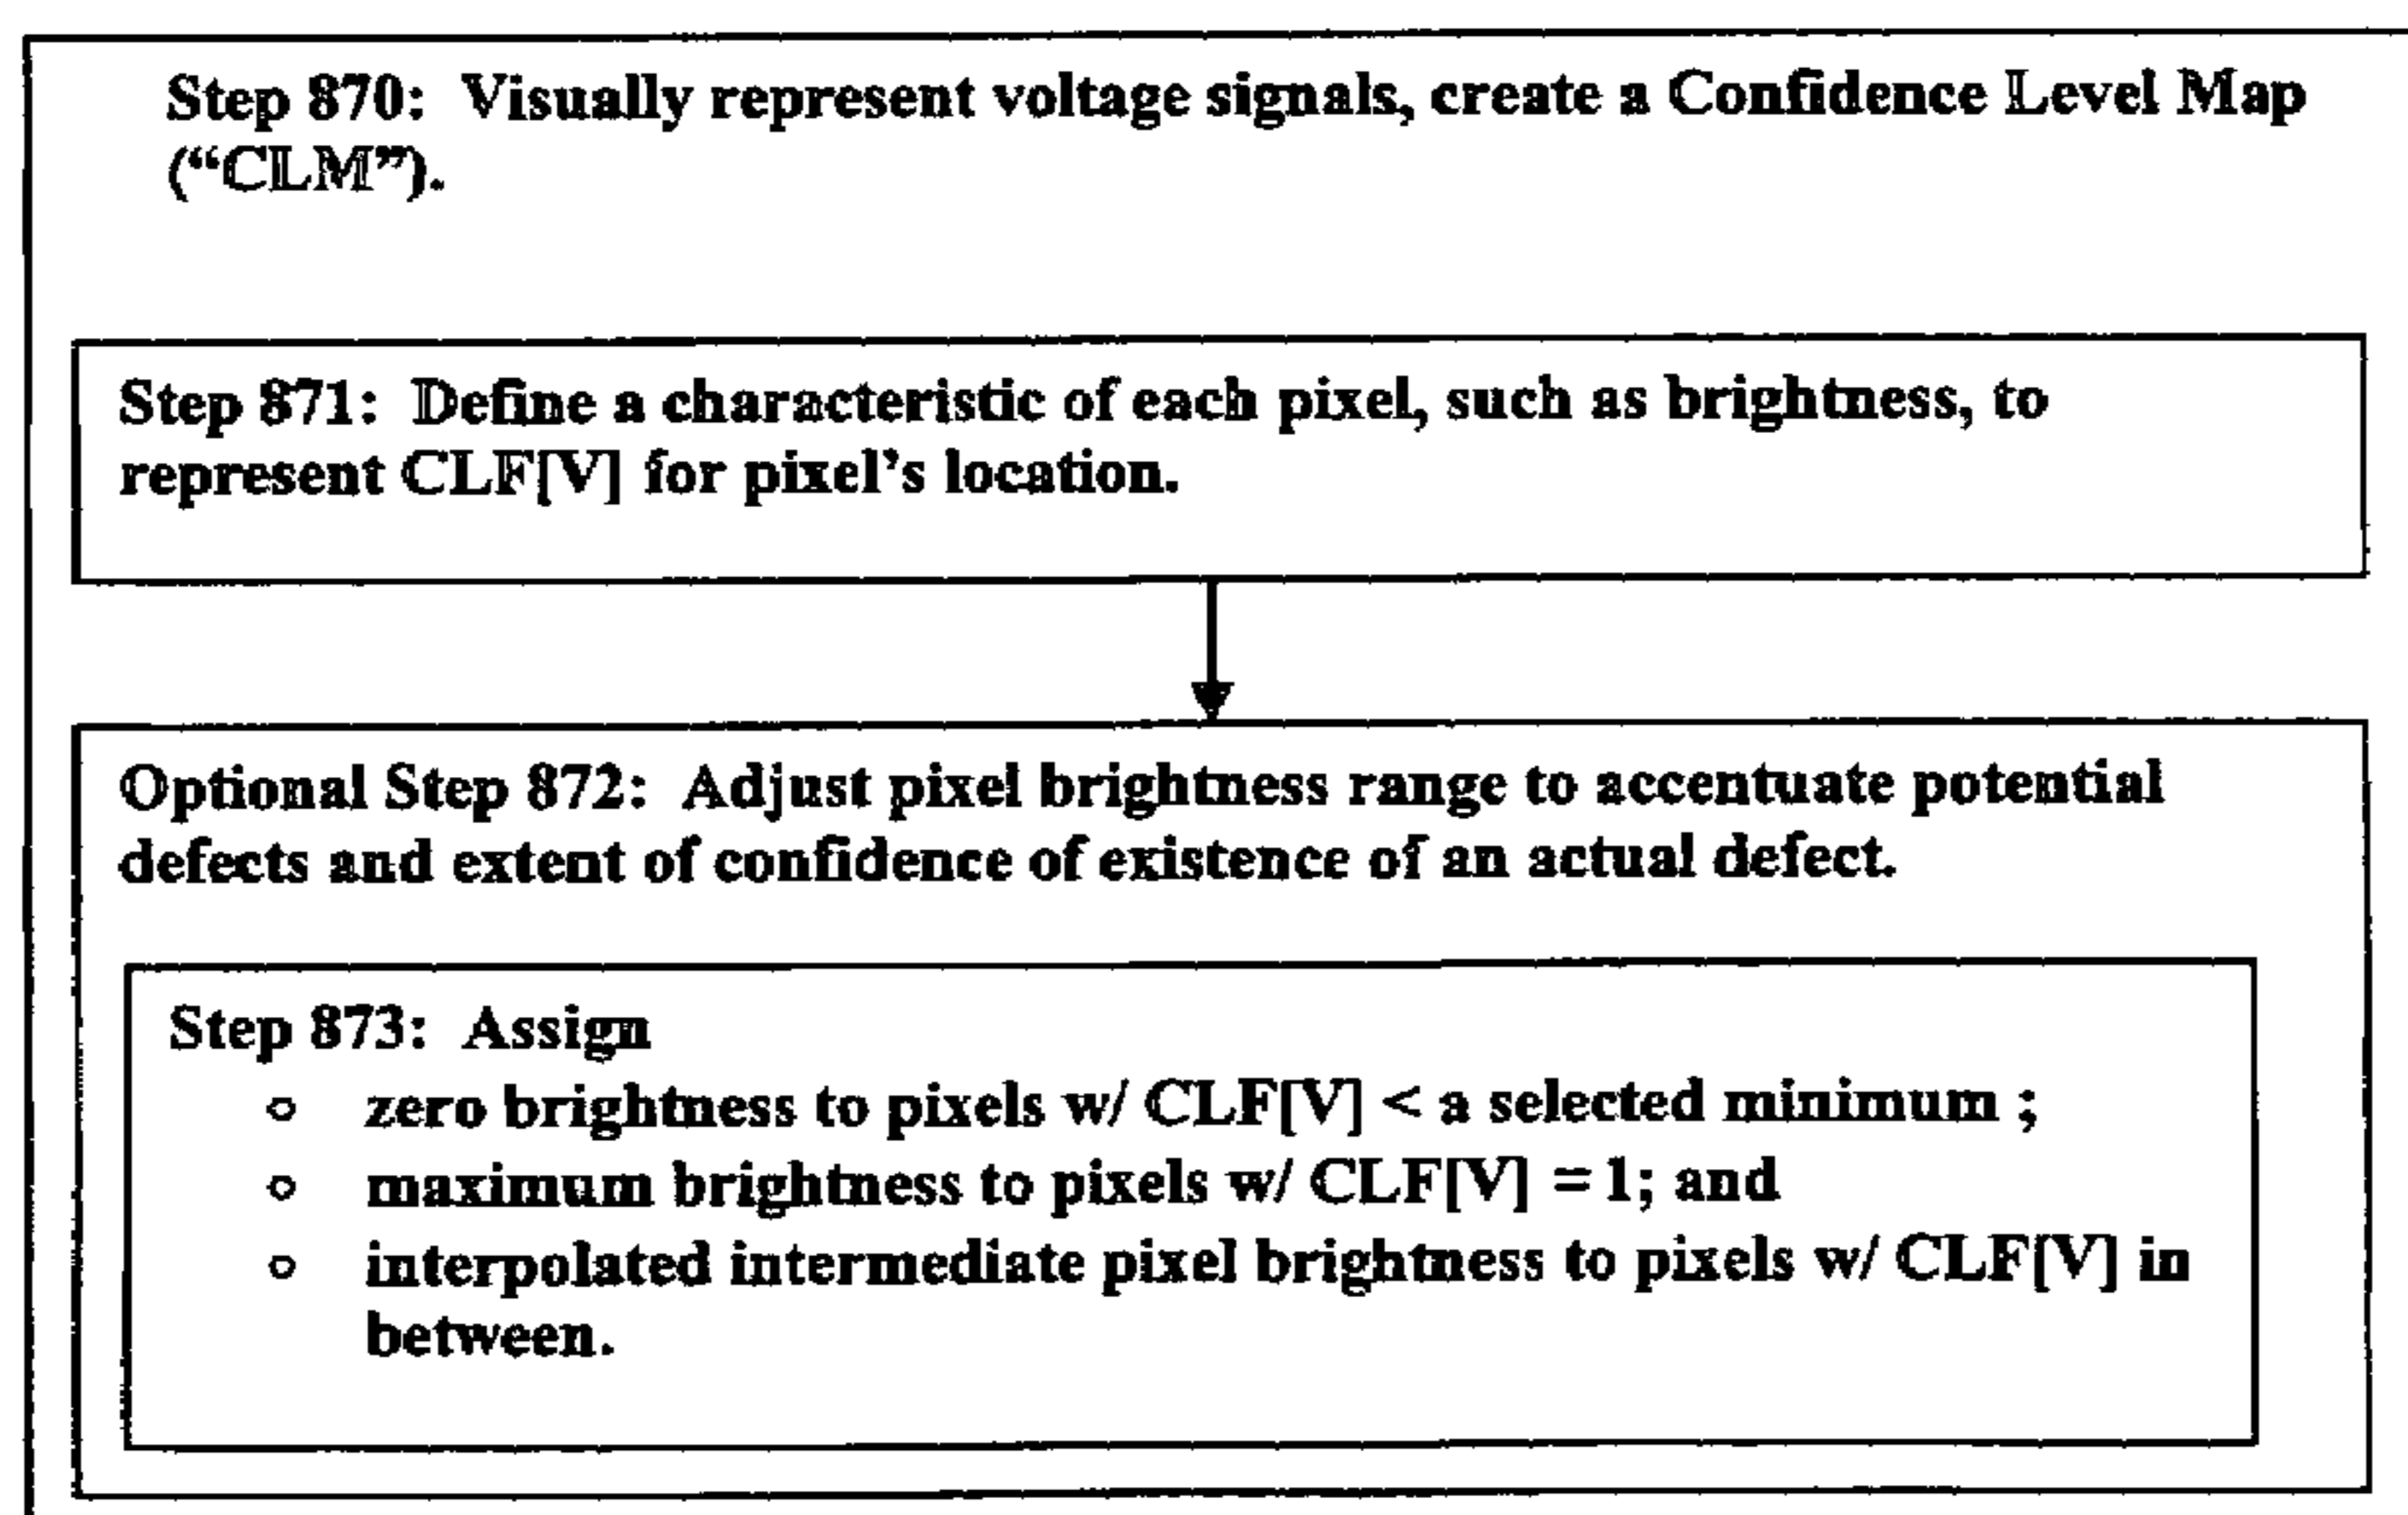 Step 870: Visually represent voltage signals, create a Confidence Level Map
(“CLM”).
Step 871: Define a characteristic of each pixel, such as brightness, to
represent CLF[V] for pixel’s location.
Optional Step 872: Adjust pixel brightness range to accentuate potential
defects and extent of confidence of existence of an actual defect.
Step 873: Assign
o zero brightness to pixels w/ CLF[V] < a selected minimum ;
o maximum brightness to pixels w/ CLF[V] = 1; and
o interpolated intermediate pixel brightness to pixels w/ CLF[V] in
between.